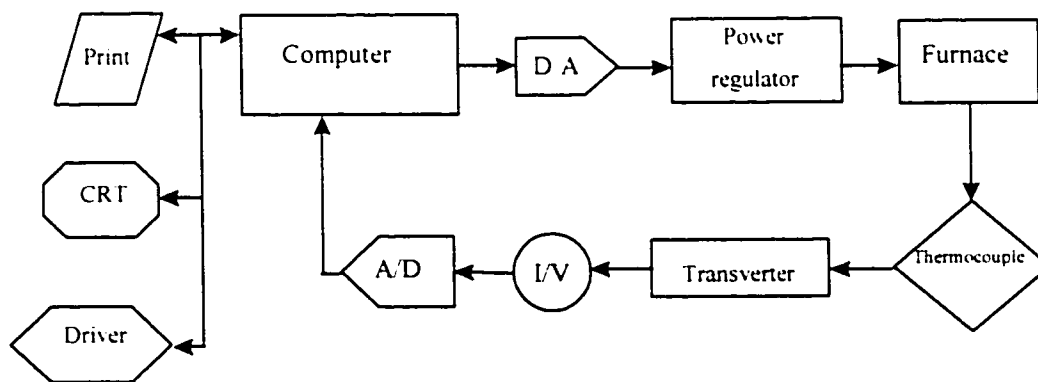 Print
Computer
D A
Power
regulator
Furnace
CRT
A/D
I/V
Transverter
Thermocouple
Driver